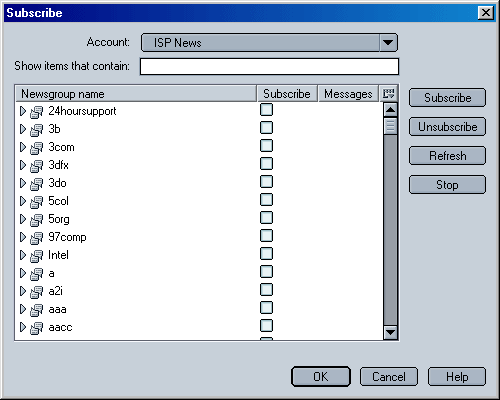 Subscribe
Account: ISP News
Show items that contain:
Newsgroup name Subscribe Messages
24hoursupport
3b
3com
3dfx
3do
5col
5org
97comp
Intel
a
a2i
aaa
aacc
Subscribe
Unsubscribe
Refresh
Stop
OK Cancel Help